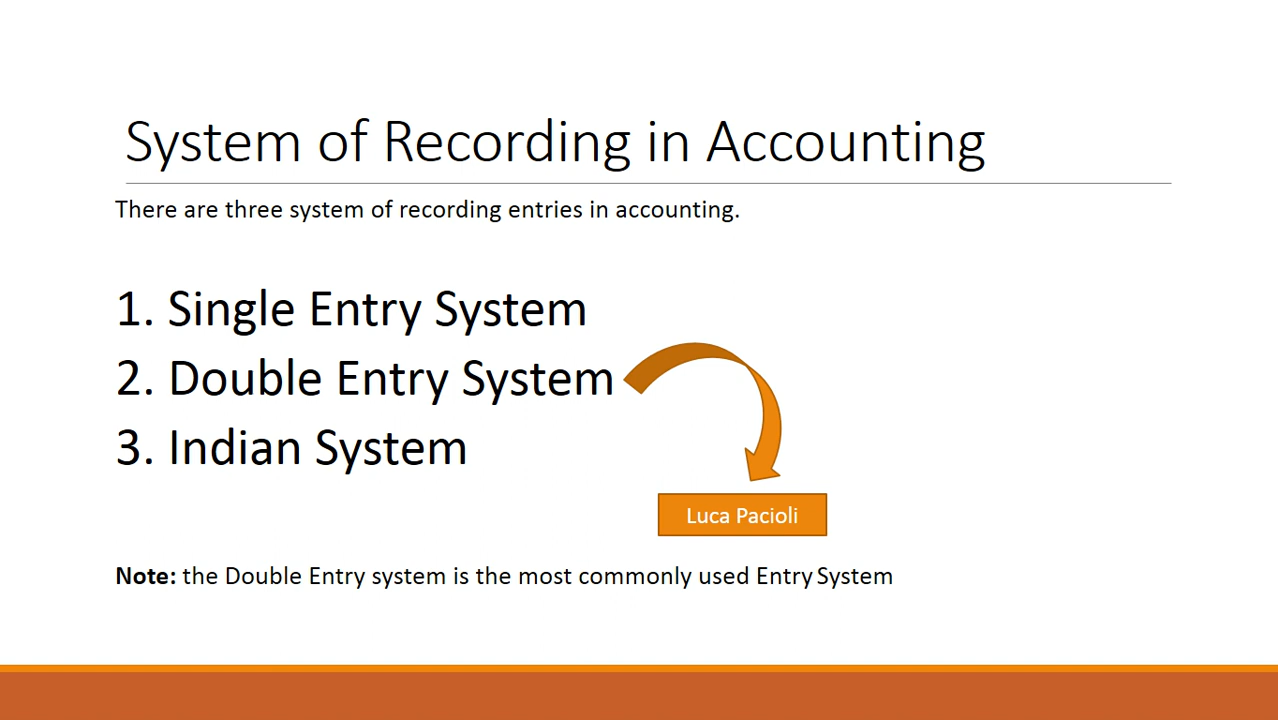 System of Recording in Accounting
There are three system of recording entries in accounting.
1. Single Entry System
2. Double Entry System
3. Indian System
Luca Pacioli
Note: the Double Entry system is the most commonly used Entry System